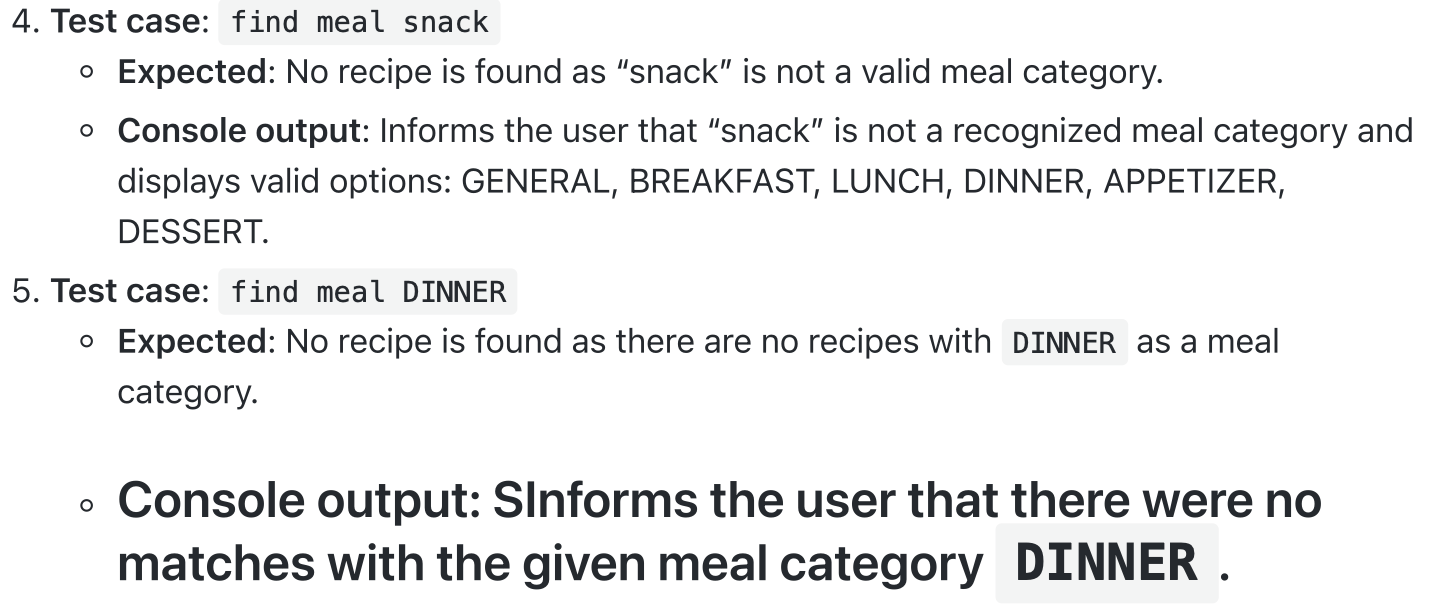 4. Test case: find meal snack
Expected: No recipe is found as “snack” is not a valid meal category.
Console output: Informs the user that “snack” is not a recognized meal category and
displays valid options: GENERAL, BREAKFAST, LUNCH, DINNER, APPETIZER,
DESSERT.
5. Test case: find meal DINNER
Expected: No recipe is found as there are no recipes with DINNER as a meal
category.
Console output: SInforms the user that there were no
matches with the given meal category DINNER.